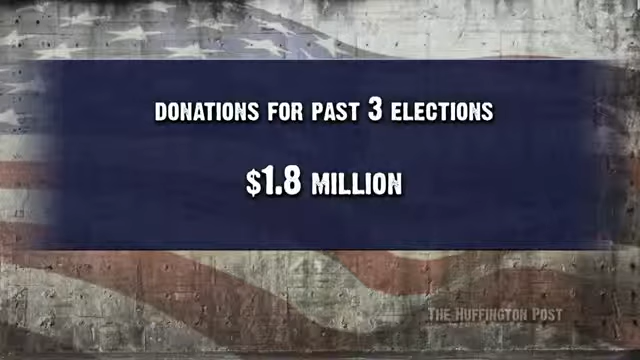 DONATIONS FOR PAST 3 ELECTIONS
$1.8 MILLION
THE HUFFINGTON POST